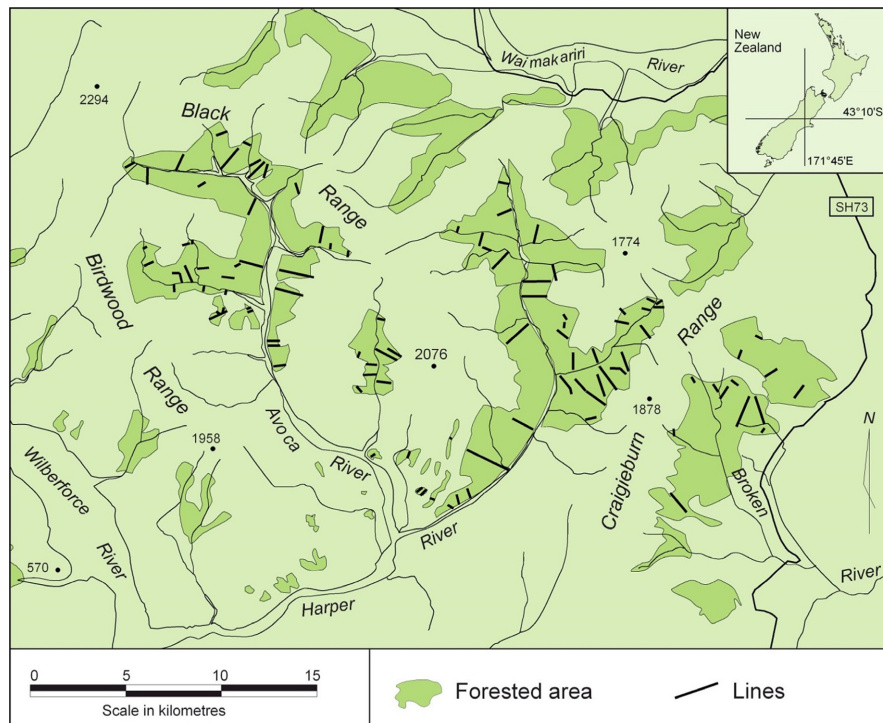 New
Zealand
43°10'S
171°45'E
Waimakariri
River
2294
Black
Range
SH73
1774
Birdwood
Range
2076
Range
1878
Avoca
River
1958
Wilberforce
River
Craigieburn
Broken
River
N
570
River
Harper
0 5 10 15
Scale in kilometres
Forested area
Lines